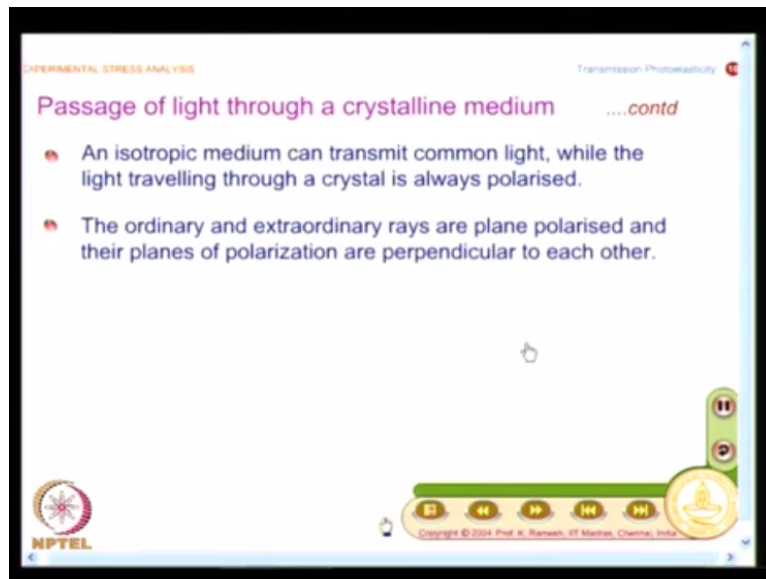 EXPERIMENTAL STRESS ANALYSIS
Transmission Photoelasticity
Passage of light through a crystalline medium ....contd
An isotropic medium can transmit common light, while the
light travelling through a crystal is always polarised.
The ordinary and extraordinary rays are plane polarised and
their planes of polarization are perpendicular to each other.
NPTEL
Copyright © 2004 Prof. K. Ramesh, IIT Madras, Chennai, India